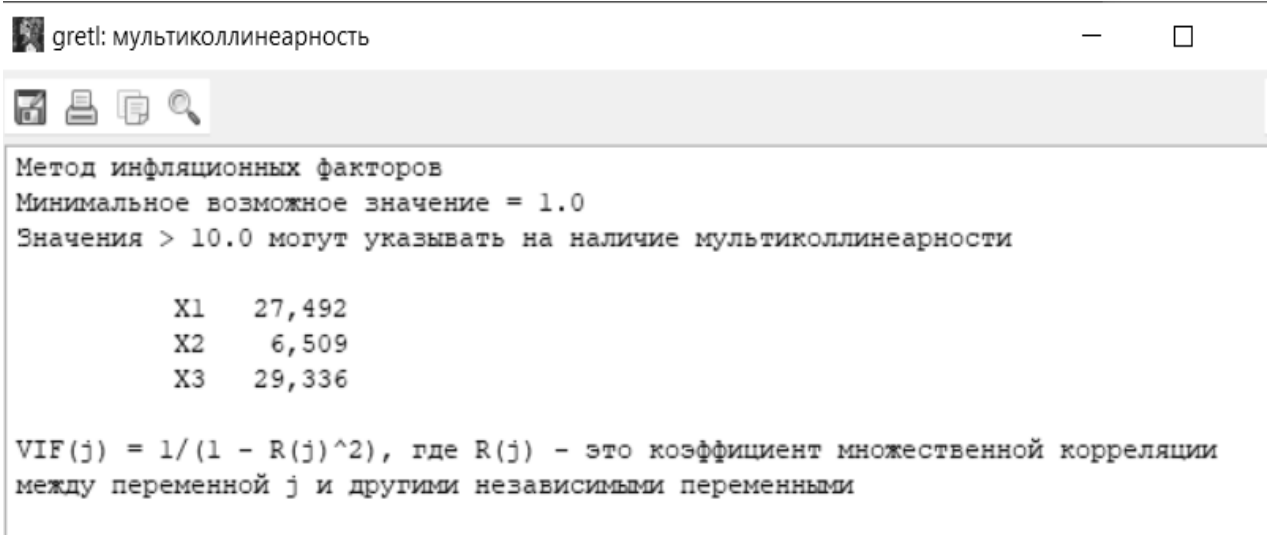 gretl: мультиколлинеарность
Метод инфляционных факторов
Минимальное возможное значение = 1.0
Значения > 10.0 могут указывать на наличие мультиколлинеарности
X1 27,492
X2 6,509
X3 29,336
VIF(j) = 1/(1 - R(j)^2), где R(j) - это коэффициент множественной корреляции
между переменной j и другими независимыми переменными